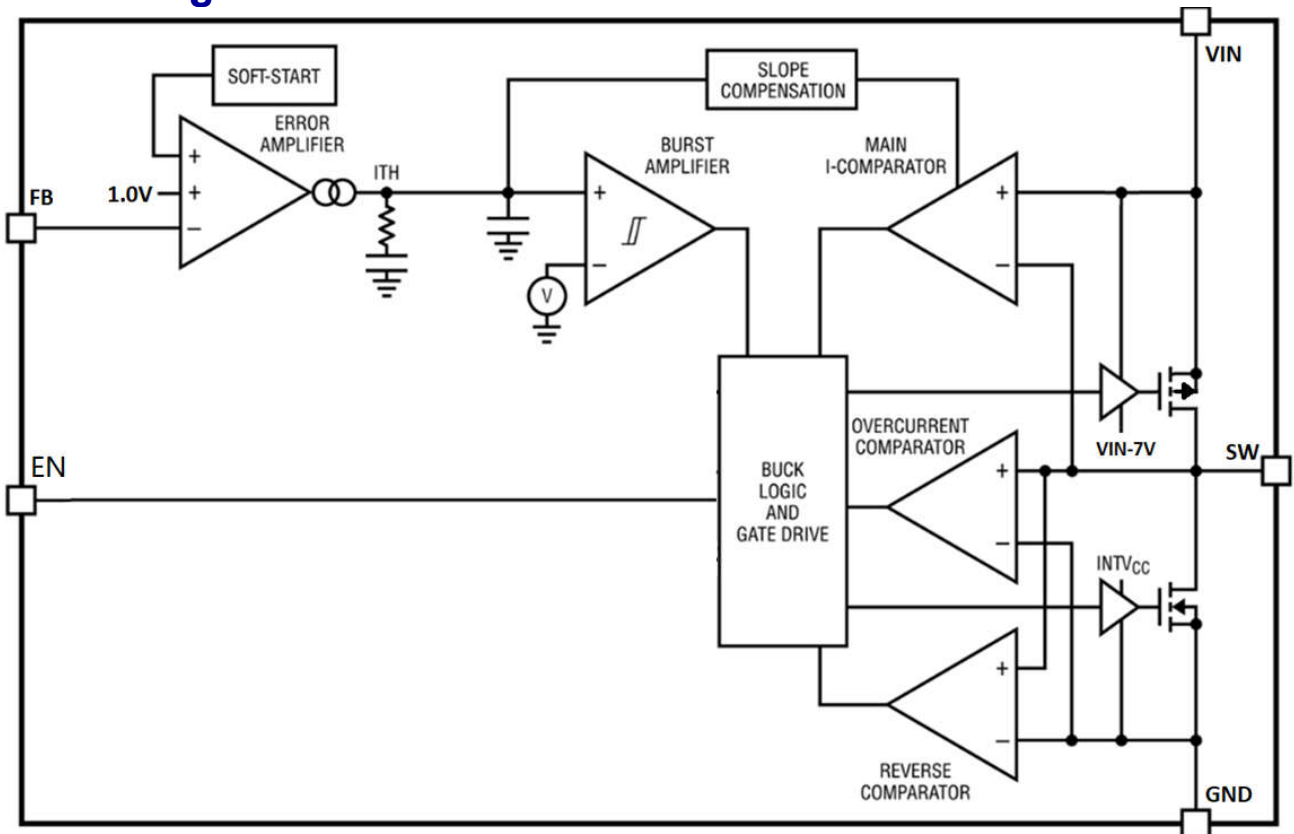 VIN
SOFT-START
SLOPE
COMPENSATION
ERROR
AMPLIFIER
BURST
AMPLIFIER
MAIN
I-COMPARATOR
ITH
+
1.0V
+
−
FB
+
−
V
+
−
OVERCURRENT
COMPARATOR
VIN-7V
SW
EN
BUCK
LOGIC
AND
GATE DRIVE
+
−
INTVCC
+
−
REVERSE
COMPARATOR
GND